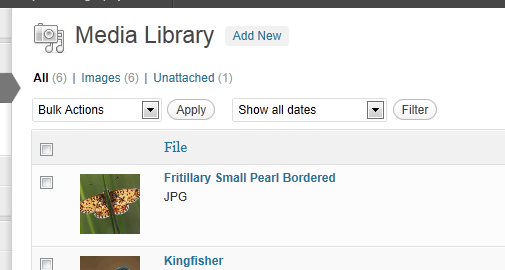 Media Library Add New
All (6) | Images (6) | Unattached (1)
Bulk Actions Apply Show all dates Filter
File
Fritillary Small Pearl Bordered
JPG
Kingfisher